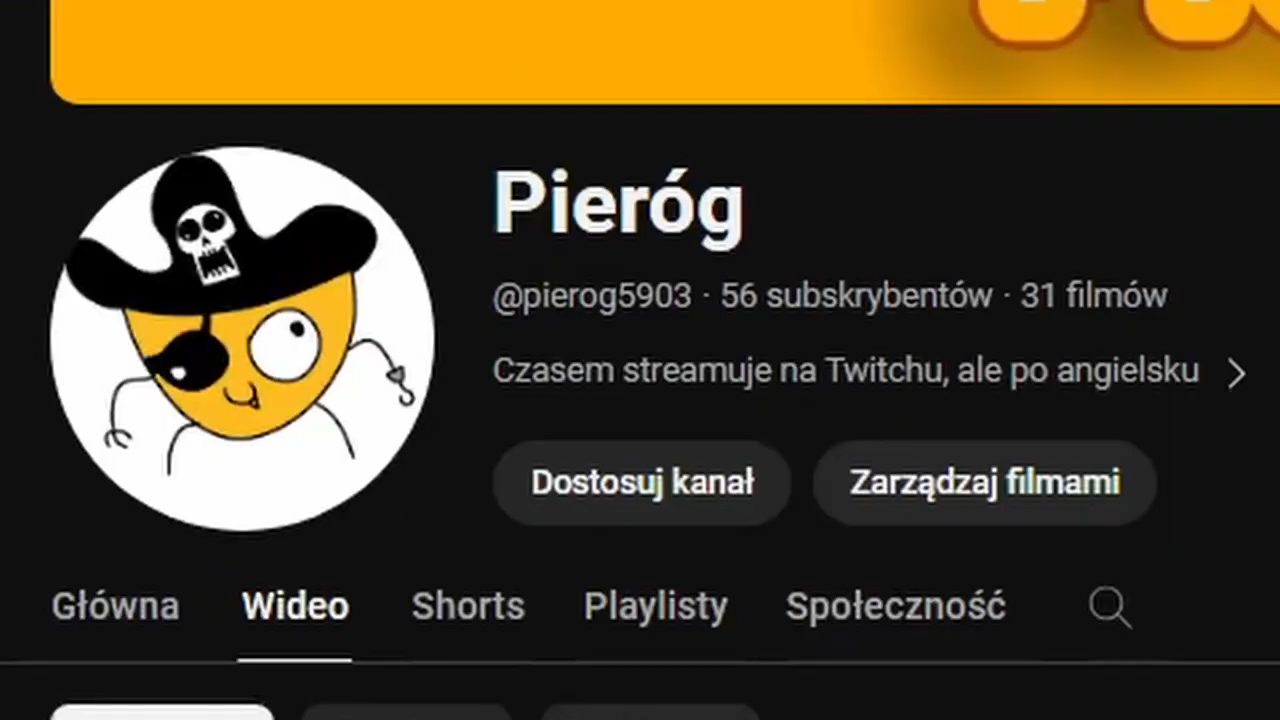 Pieróg
@pierog5903 · 56 subskrybentów · 31 filmów
Czasem streamuje na Twitchu, ale po angielsku
Dostosuj kanał Zarządzaj filmami
Główna Wideo Shorts Playlisty Społeczność